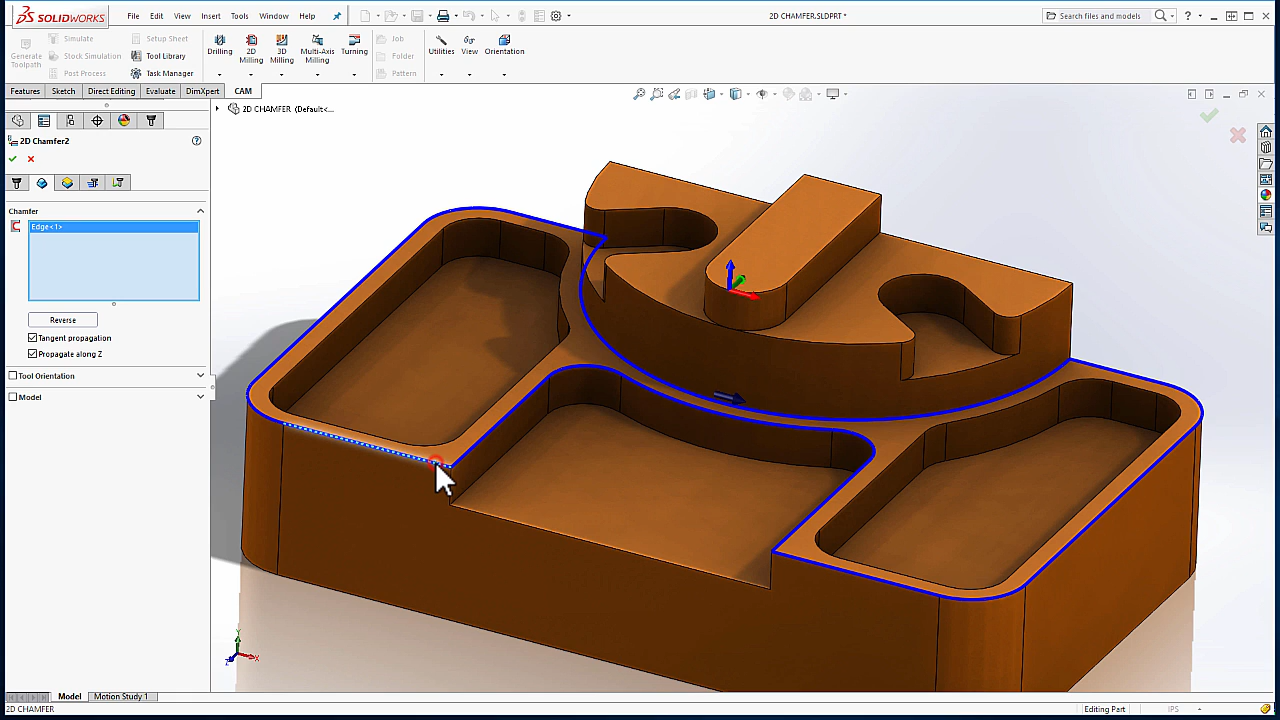 SOLIDWORKS File Edit View Insert Tools Window Help 2D CHAMFER.SLDPRT * Search files and models ?
Generate Toolpath
Simulate
Stock Simulation
Post Process
Setup Sheet
Tool Library
Task Manager
Drilling
2D Milling
3D Milling
Multi-Axis Milling
Turning
Job
Folder
Pattern
Utilities
View
Orientation
Features Sketch Direct Editing Evaluate DimXpert CAM
2D CHAMFER (Default<...
2D Chamfer2 ?
Chamfer
Edge<1>
Reverse
Tangent propagation
Propagate along Z
Tool Orientation
Model
Y
Z
X
Model Motion Study 1
2D CHAMFER Editing Part IPS